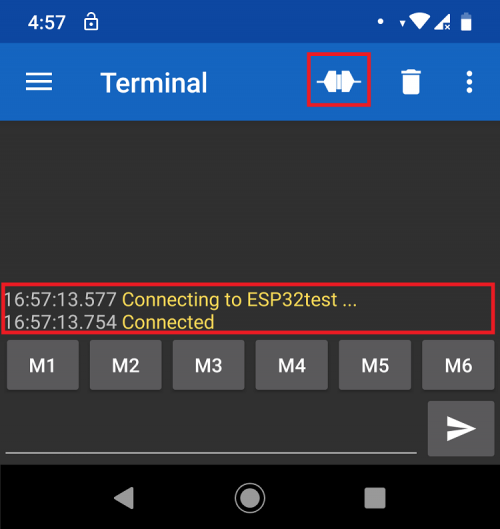 4:57
Terminal
16:57:13.577 Connecting to ESP32test ...
16:57:13.754 Connected
M1 M2 M3 M4 M5 M6